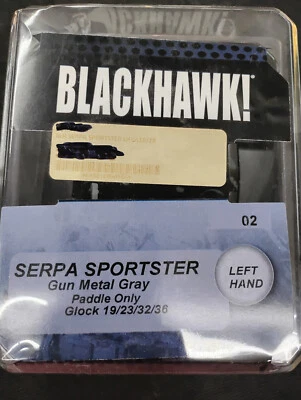 BLACKHAWK!®
02
SERPA SPORTSTER
Gun Metal Gray
Paddle Only
Glock 19/23/32/36
LEFT
HAND